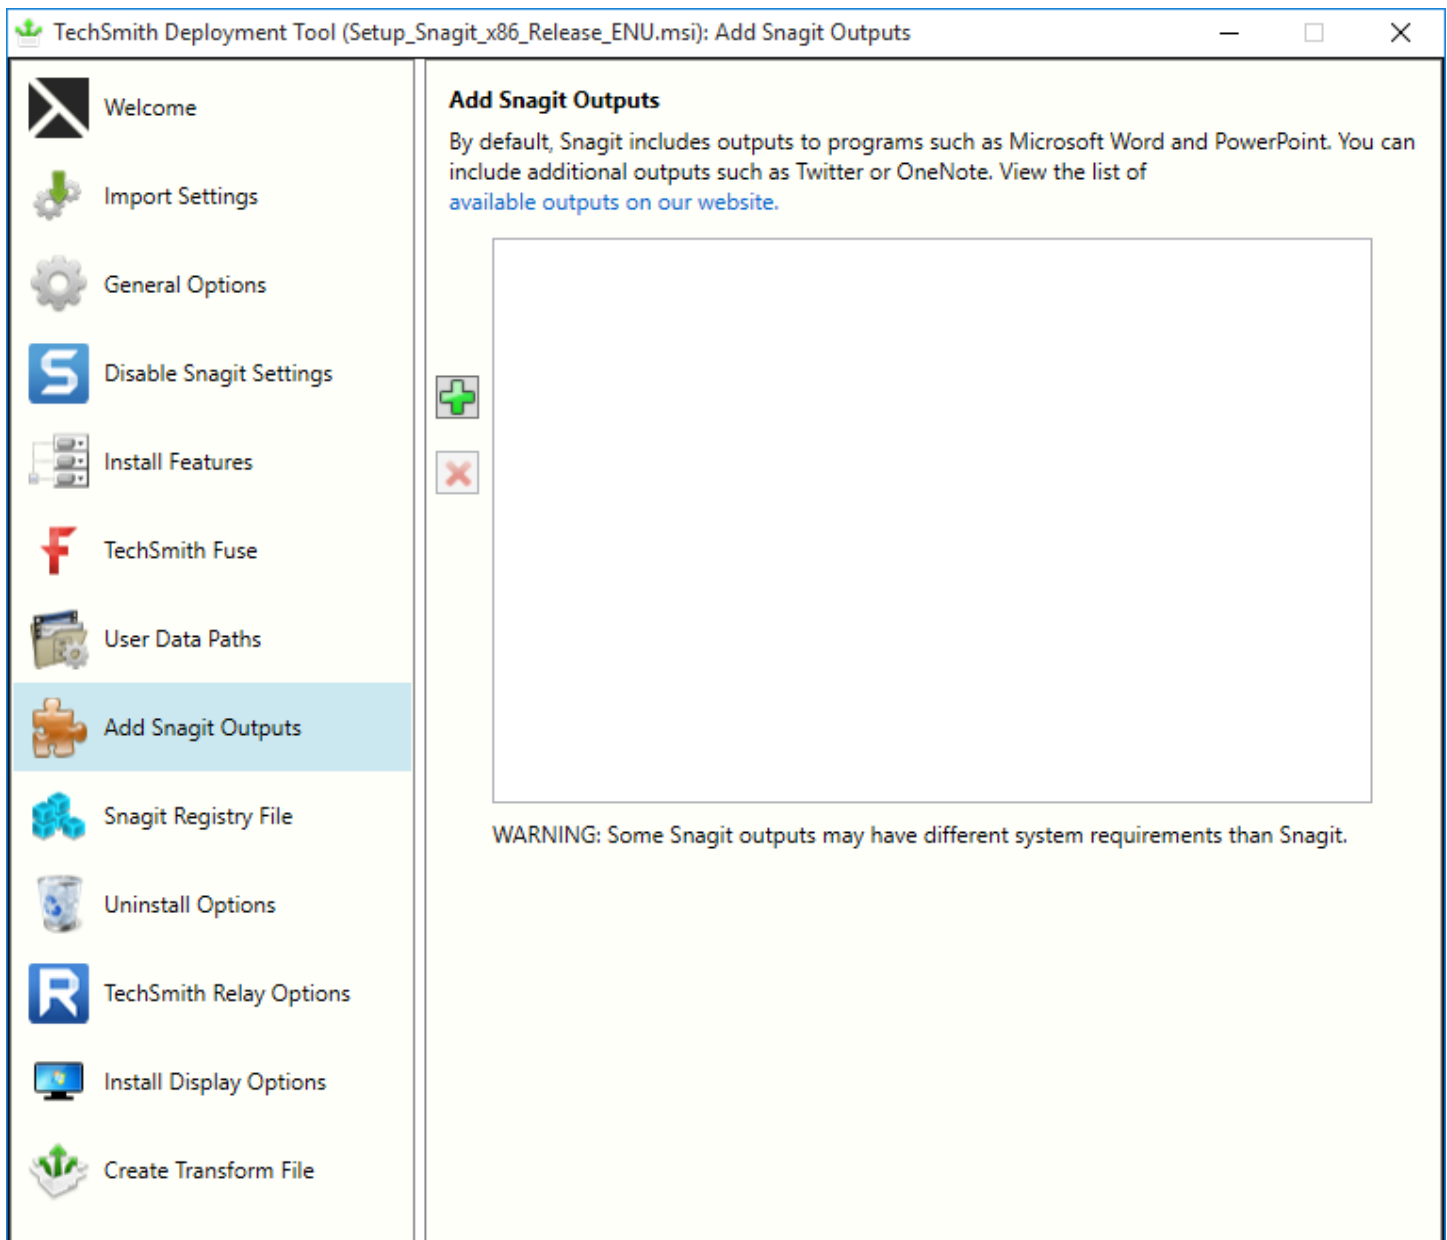 TechSmith Deployment Tool (Setup_Snagit_x86_Release_ENU.msi): Add Snagit Outputs
Welcome
Import Settings
General Options
Disable Snagit Settings
Install Features
TechSmith Fuse
User Data Paths
Add Snagit Outputs
Snagit Registry File
Uninstall Options
TechSmith Relay Options
Install Display Options
Create Transform File
Add Snagit Outputs
By default, Snagit includes outputs to programs such as Microsoft Word and PowerPoint. You can
include additional outputs such as Twitter or OneNote. View the list of
available outputs on our website.
WARNING: Some Snagit outputs may have different system requirements than Snagit.